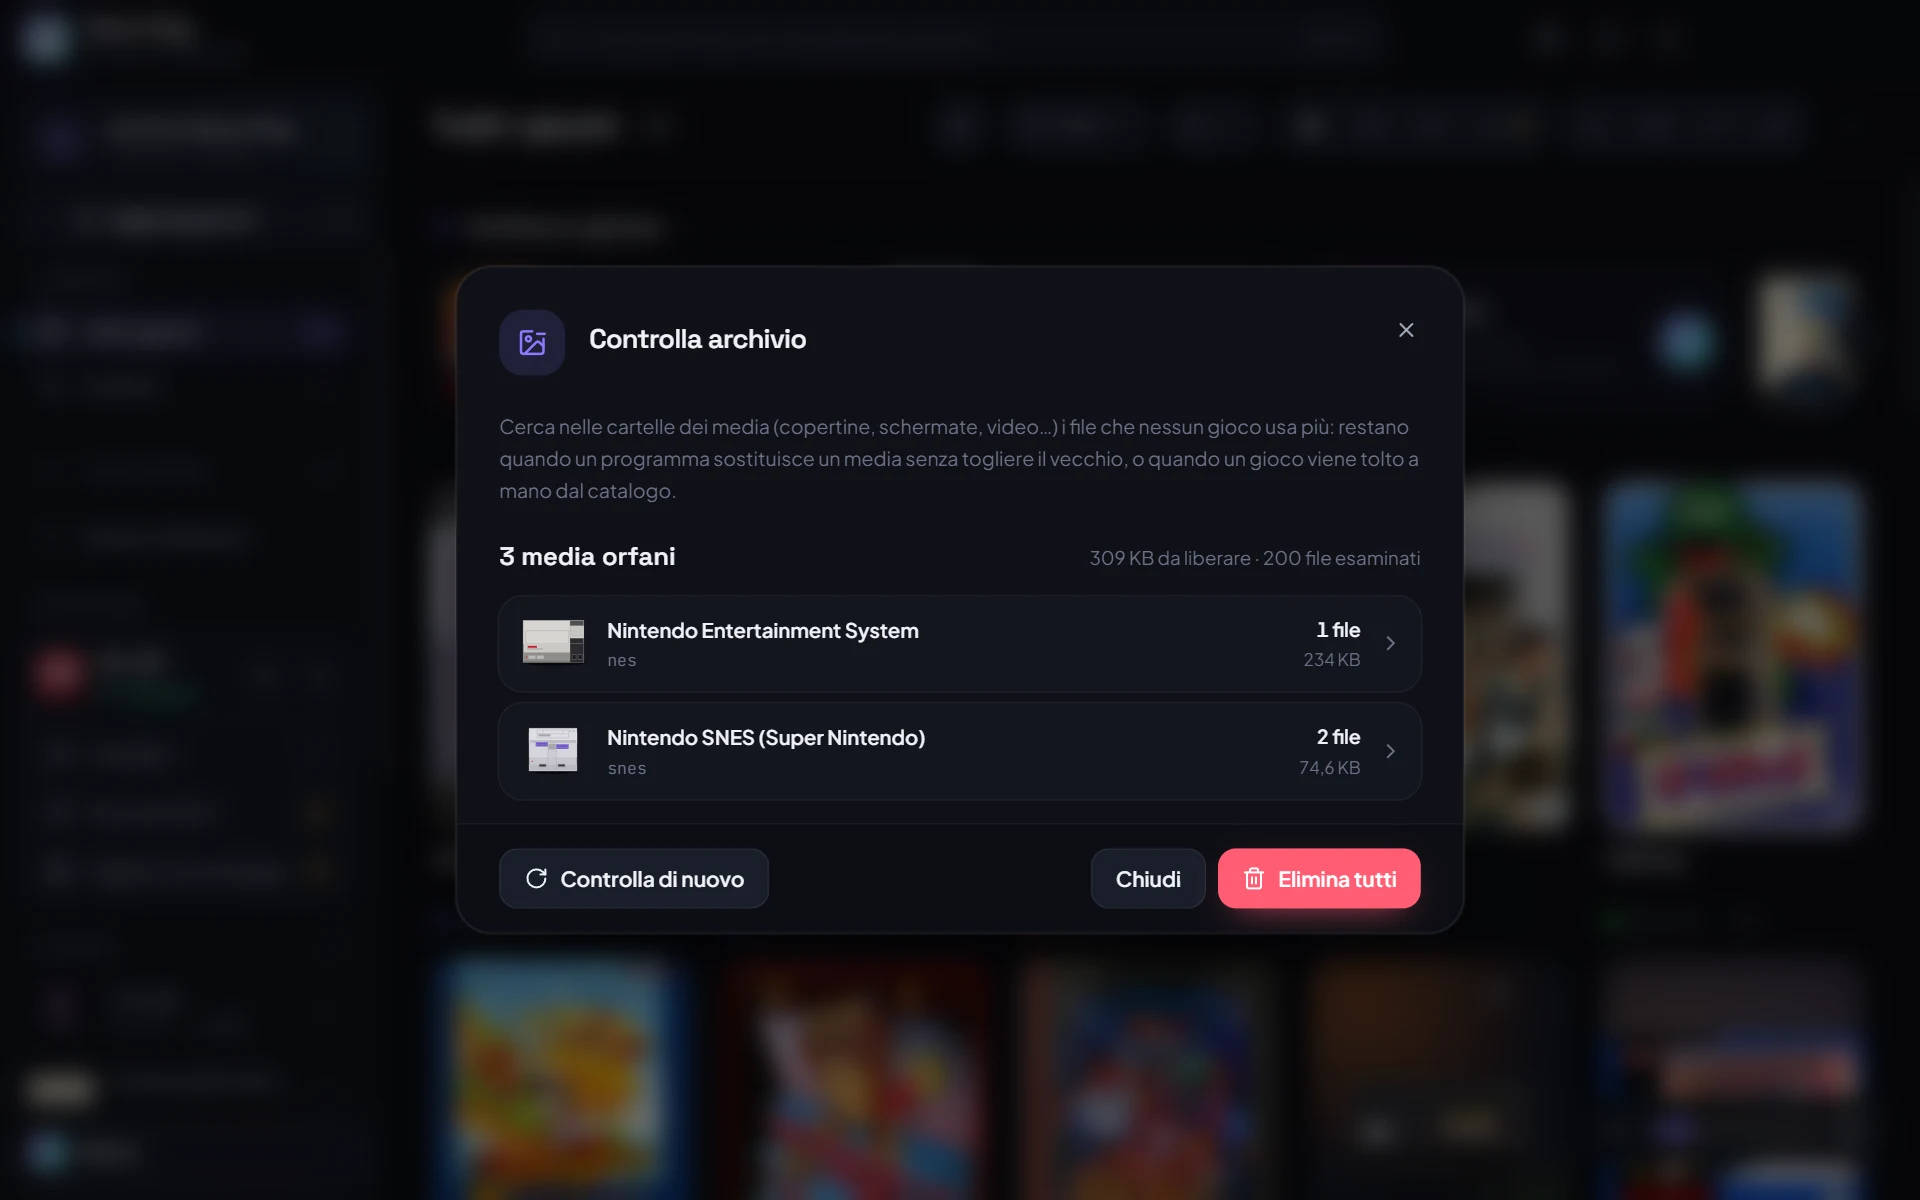 Controlla archivio
Cerca nelle cartelle dei media (copertine, schermate, video…) i file che nessun gioco usa più: restano
quando un programma sostituisce un media senza togliere il vecchio, o quando un gioco viene tolto a
mano dal catalogo.
3 media orfani
309 KB da liberare · 200 file esaminati
Nintendo Entertainment System
1 file
nes
234 KB
Nintendo SNES (Super Nintendo)
2 file
snes
74,6 KB
Controlla di nuovo
Chiudi
Elimina tutti